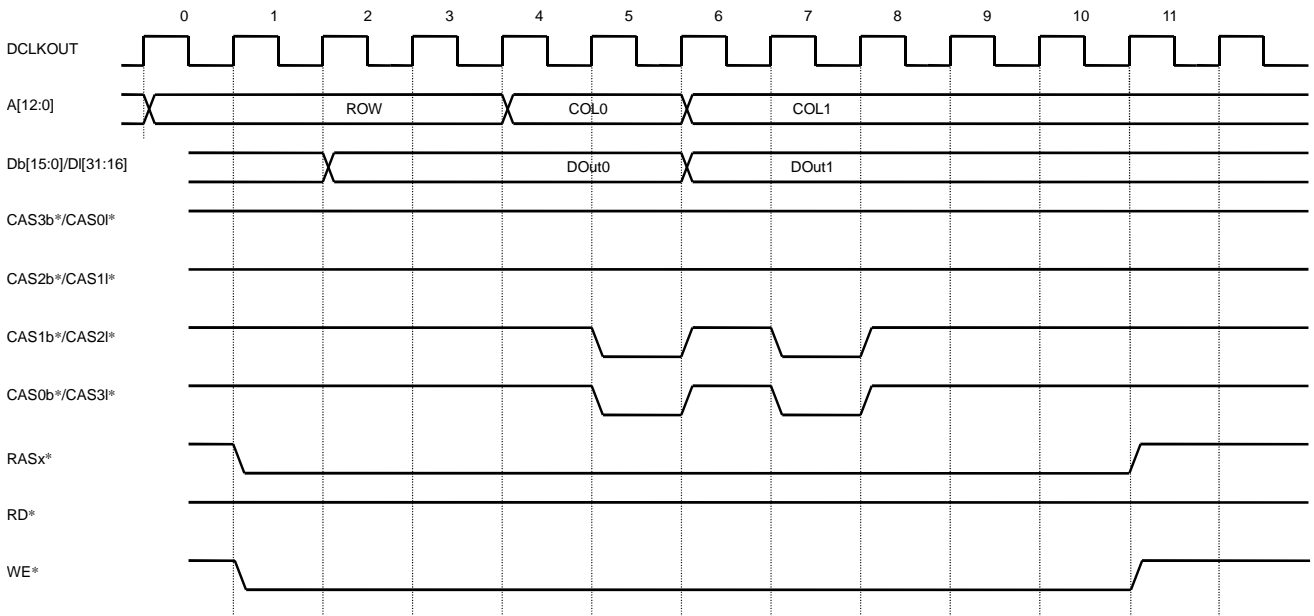 0 1 2 3 4 5 6 7 8 9 10 11
DCLKOUT
A[12:0] ROW COL0 COL1
Db[15:0]/Dl[31:16] DOut0 DOut1
CAS3b*/CAS0l*
CAS2b*/CAS1l*
CAS1b*/CAS2l*
CAS0b*/CAS3l*
RASx*
RD*
WE*